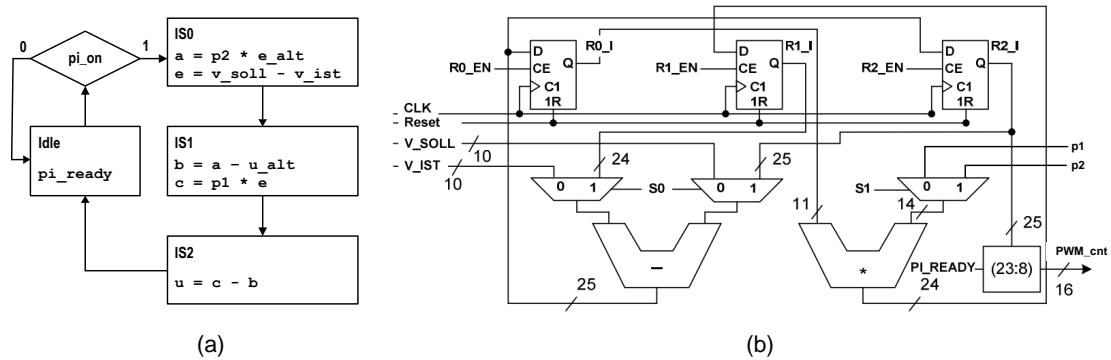 0
1
pi_on
IS0
a = p2 * e_alt
e = v_soll - v_ist
Idle
pi_ready
IS1
b = a - u_alt
c = p1 * e
IS2
u = c - b
(a)
R0_I
R1_I
R2_I
D
Q
CE
C1
1R
D
Q
CE
C1
1R
D
Q
CE
C1
1R
R0_EN
R1_EN
R2_EN
CLK
Reset
V_SOLL
10
V_IST
10
24
25
p1
p2
0 1
S0
0 1
S1
0 1
11
14
25
–
*
PI_READY
(23:8)
PWM_cnt
16
25
24
(b)